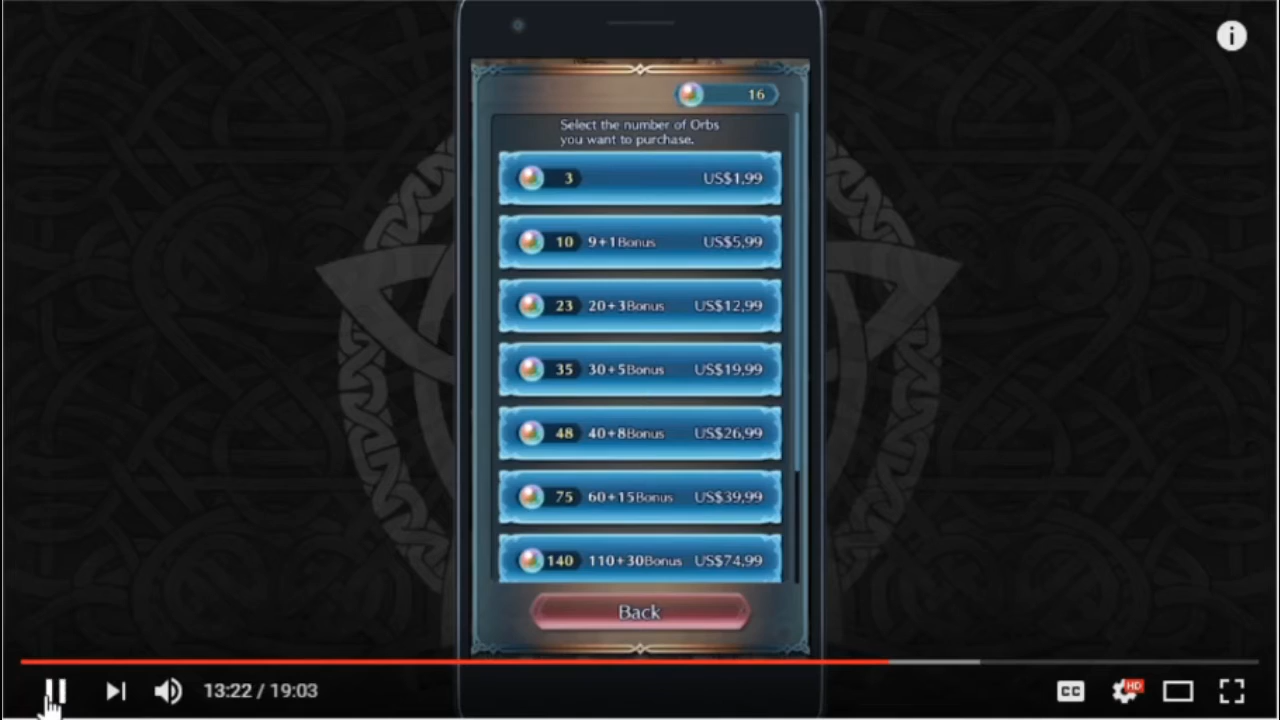 16
Select the number of Orbs
you want to purchase.
3 US$1,99
10 9+1Bonus US$5,99
23 20+3Bonus US$12,99
35 30+5Bonus US$19,99
48 40+8Bonus US$26,99
75 60+15Bonus US$39,99
140 110+30Bonus US$74,99
Back
13:22 / 19:03 CC HD